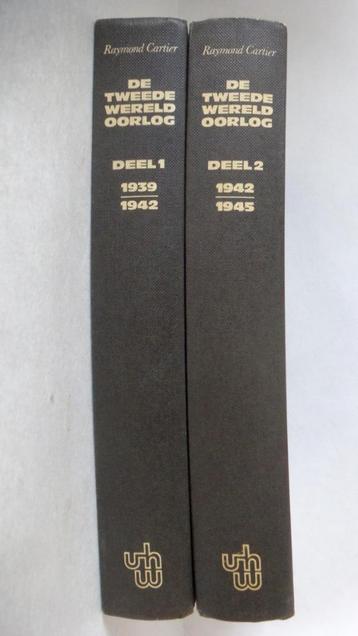 Raymond Cartier
DE
TWEEDE
WERELD
OORLOG
DEEL 1
1939
1942
Raymond Cartier
DE
TWEEDE
WERELD
OORLOG
DEEL 2
1942
1945